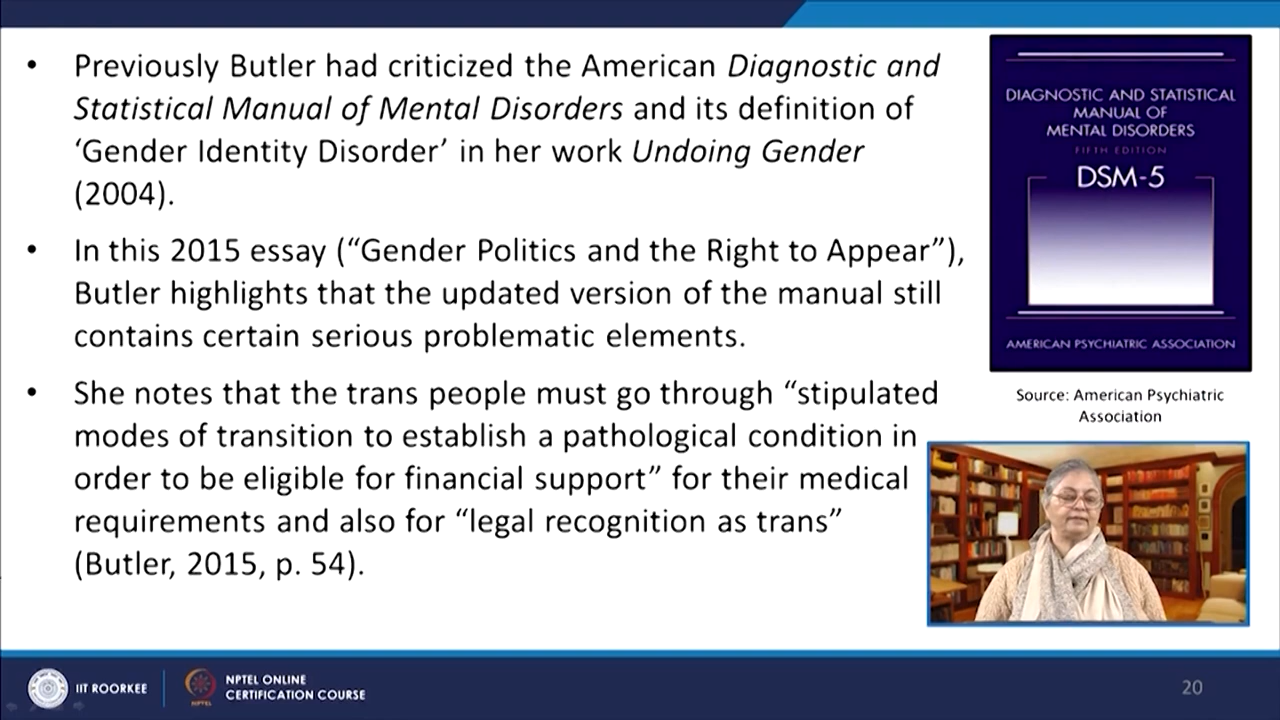 • Previously Butler had criticized the American Diagnostic and
Statistical Manual of Mental Disorders and its definition of
‘Gender Identity Disorder’ in her work Undoing Gender
(2004).
• In this 2015 essay (“Gender Politics and the Right to Appear”),
Butler highlights that the updated version of the manual still
contains certain serious problematic elements.
• She notes that the trans people must go through “stipulated
modes of transition to establish a pathological condition in
order to be eligible for financial support” for their medical
requirements and also for “legal recognition as trans”
(Butler, 2015, p. 54).
DIAGNOSTIC AND STATISTICAL
MANUAL OF
MENTAL DISORDERS
FIFTH EDITION
DSM-5
AMERICAN PSYCHIATRIC ASSOCIATION
Source: American Psychiatric
Association
IIT ROORKEE
NPTEL
NPTEL ONLINE
CERTIFICATION COURSE
20